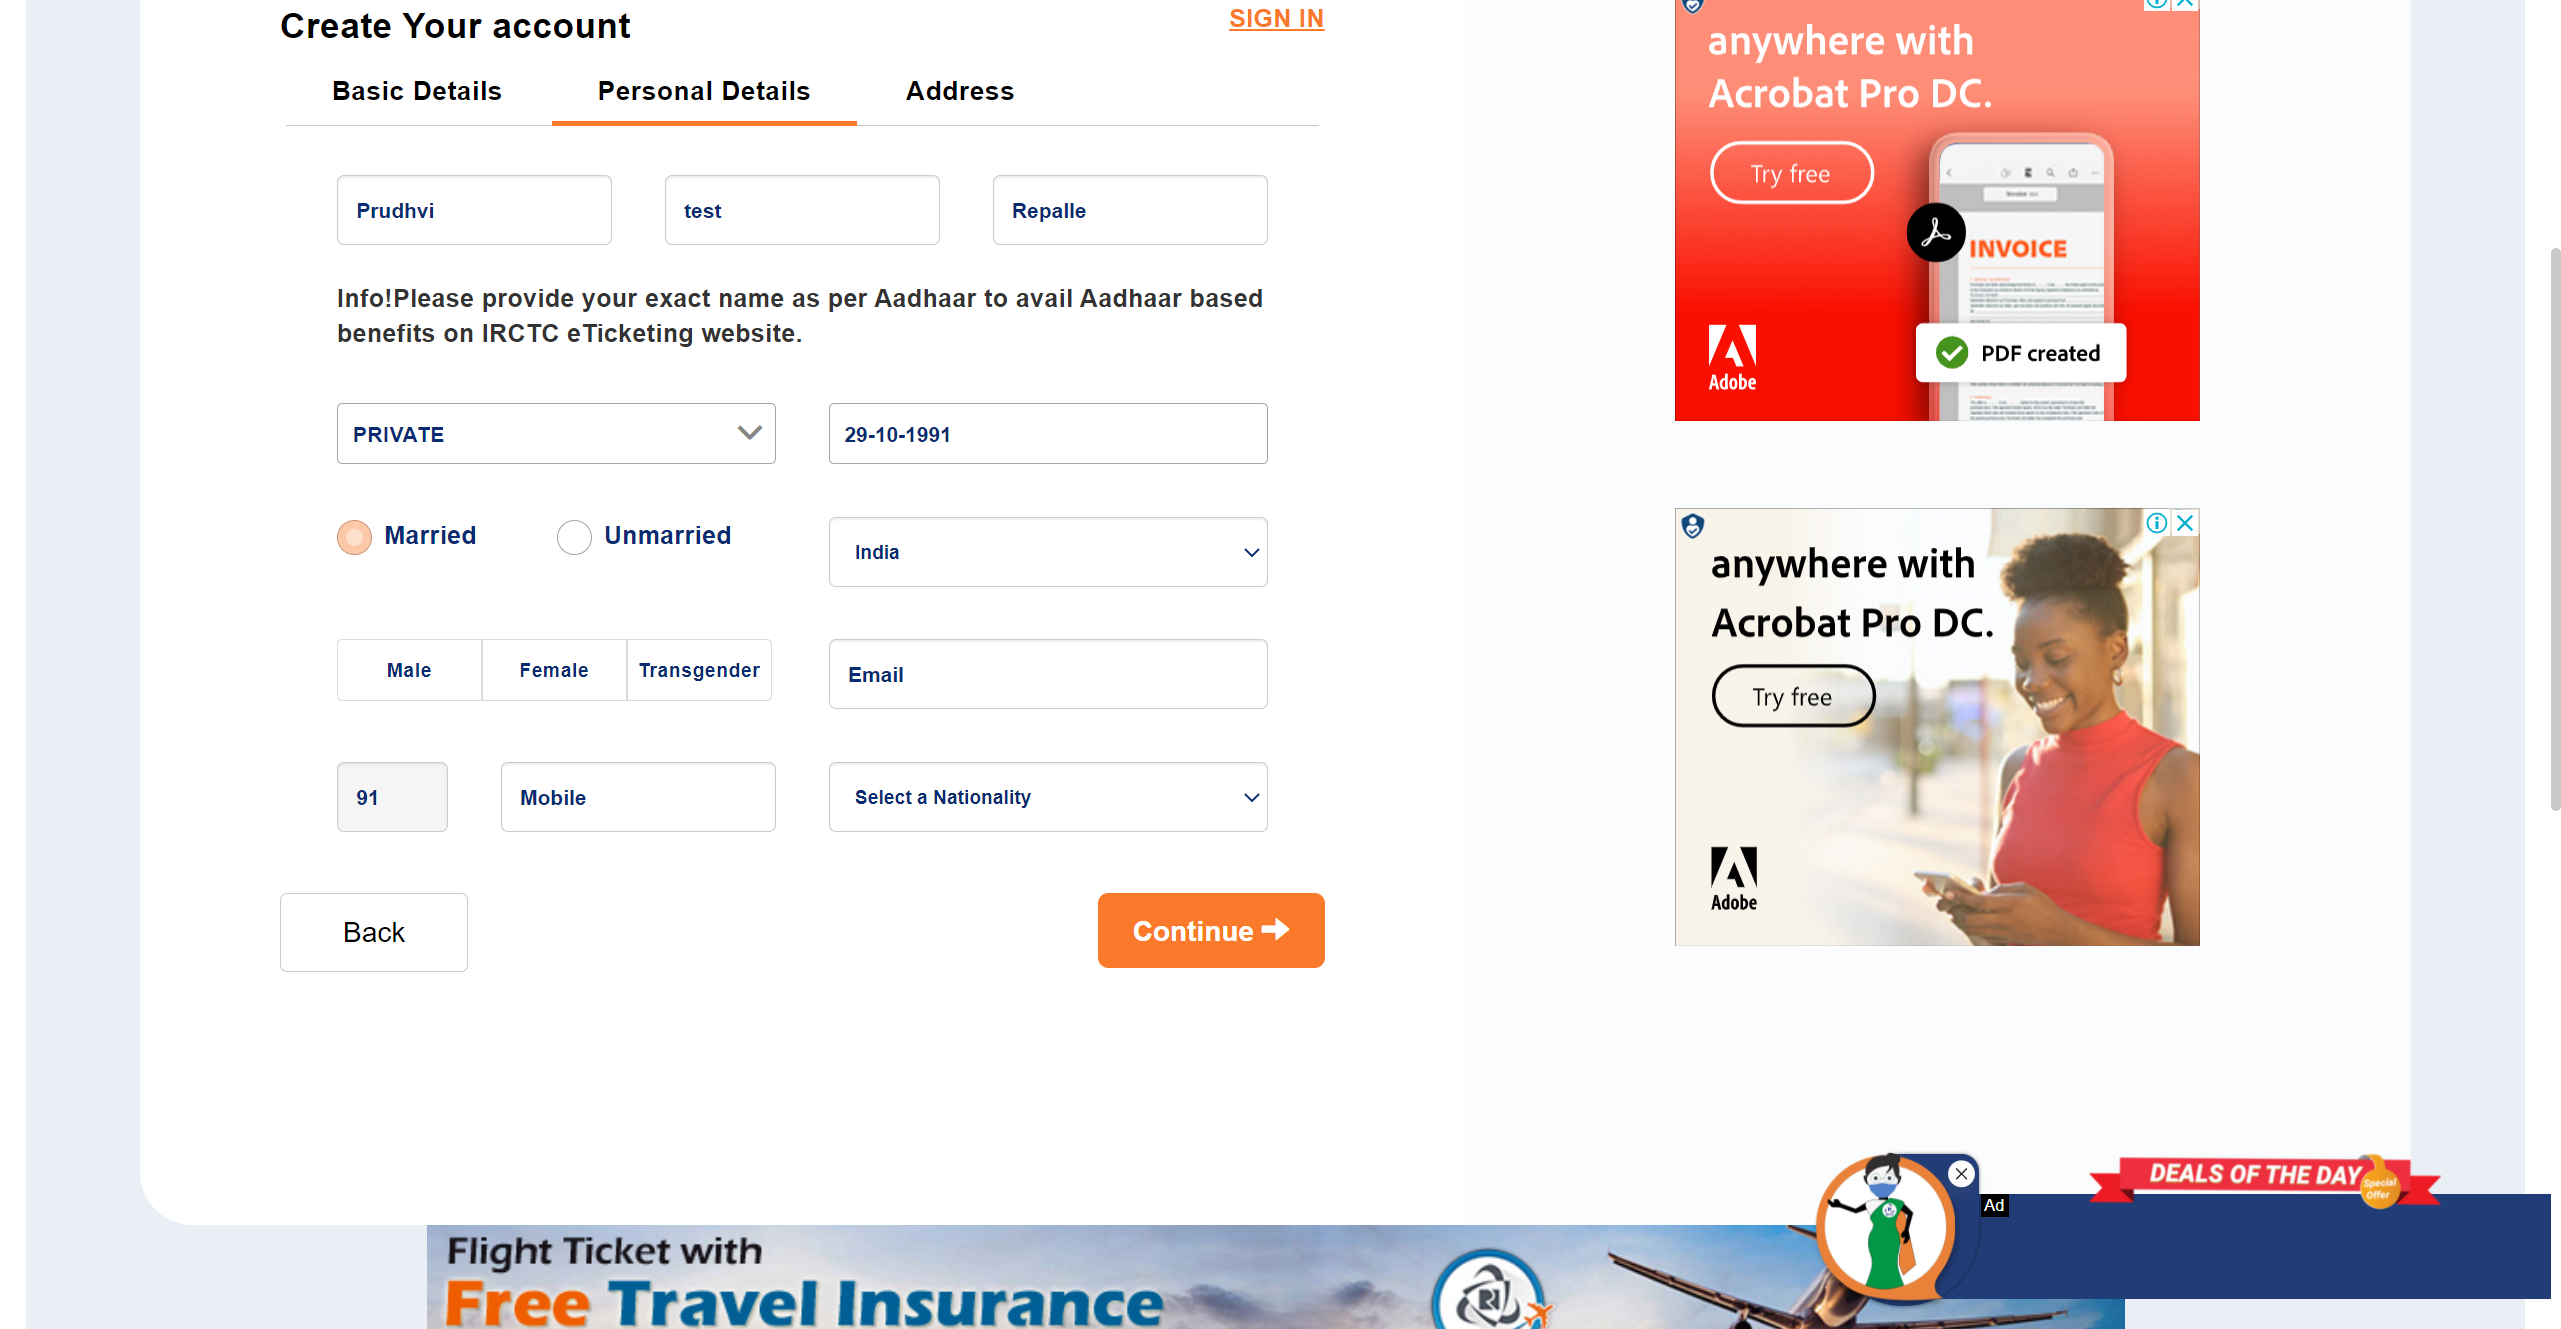 Create Your account
SIGN IN
Basic Details
Personal Details
Address
Prudhvi
test
Repalle
Info!Please provide your exact name as per Aadhaar to avail Aadhaar based
benefits on IRCTC eTicketing website.
PRIVATE
29-10-1991
Married
Unmarried
India
Male
Female
Transgender
Email
91
Mobile
Select a Nationality
Back
Continue
anywhere with
Acrobat Pro DC.
Try free
INVOICE
PDF created
Adobe
anywhere with
Acrobat Pro DC.
Try free
Adobe
DEALS OF THE DAY
Special
Offer
Ad
Flight Ticket with
Free Travel Insurance